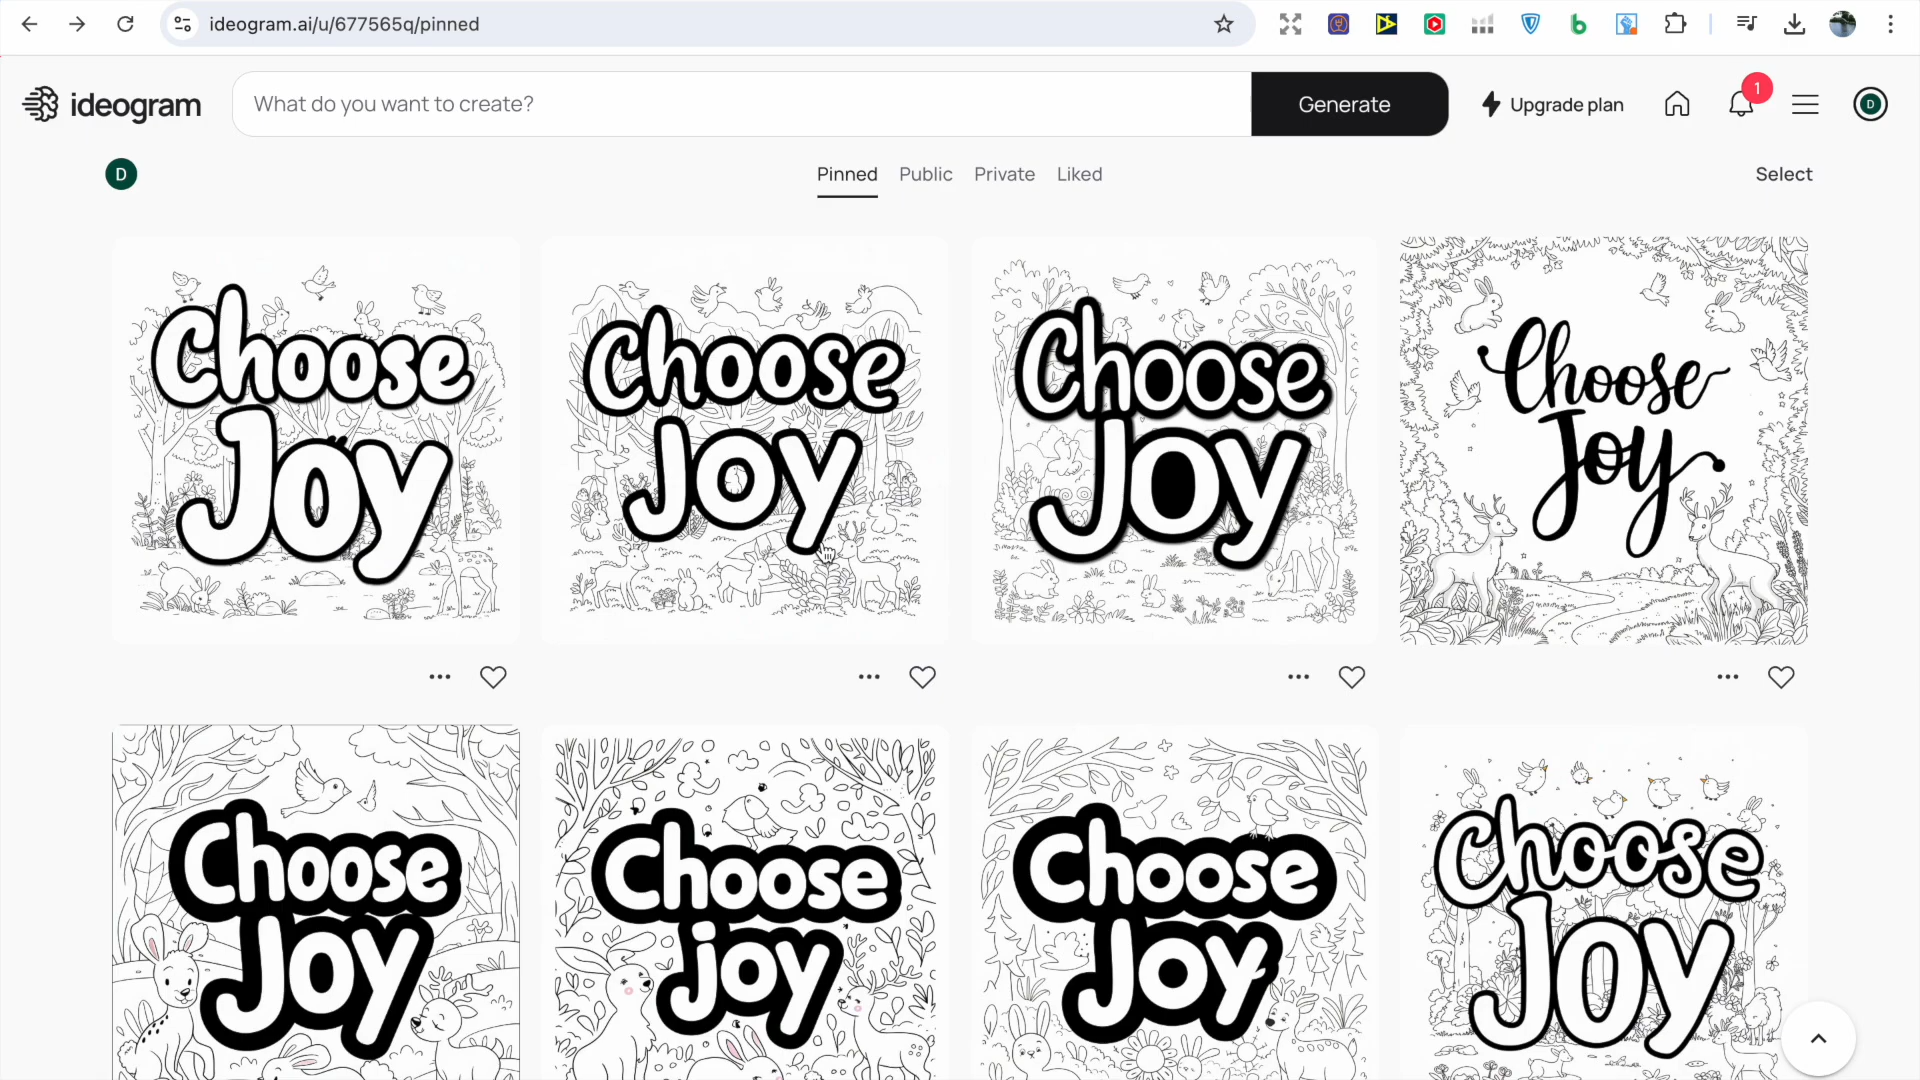 ideogram.ai/u/677565q/pinned
ideogram
What do you want to create?
Generate
Upgrade plan
1
D
D
Pinned
Public
Private
Liked
Select
Choose
Joy
Choose
Joy
Choose
Joy
Choose
Joy
Choose
Joy
Choose
joy
Choose
Joy
Choose
Joy